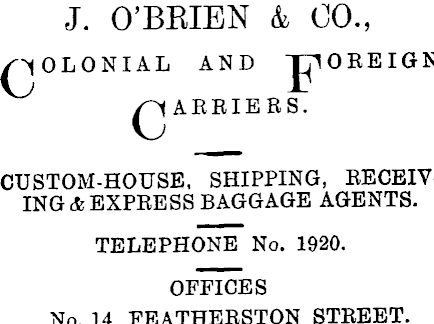 J. O'BRIEN & CO.,
COLONIAL AND FOREIGN
CARRIERS.
CUSTOM-HOUSE, SHIPPING, RECEIV
ING & EXPRESS BAGGAGE AGENTS.
TELEPHONE No. 1920.
OFFICES
No. 14 FEATHERSTON STREET.